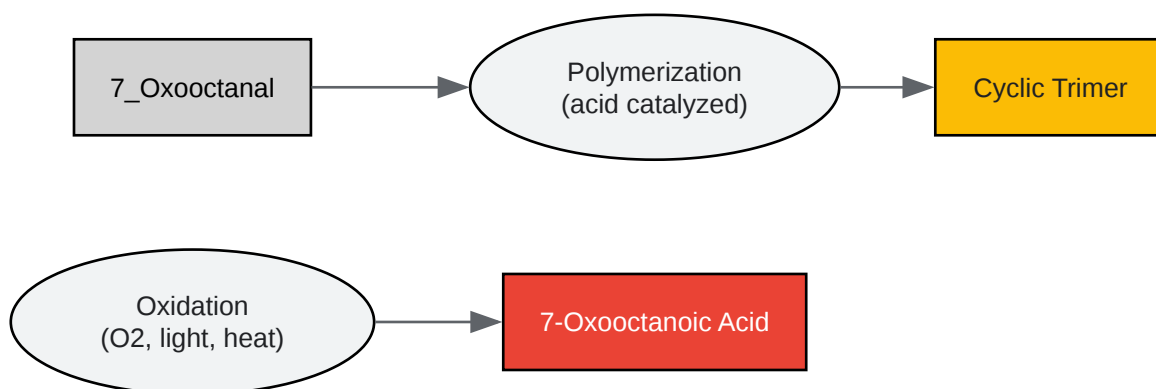 7_Oxooctanal
Polymerization
(acid catalyzed)
Cyclic Trimer
Oxidation
(O2, light, heat)
7-Oxooctanoic Acid